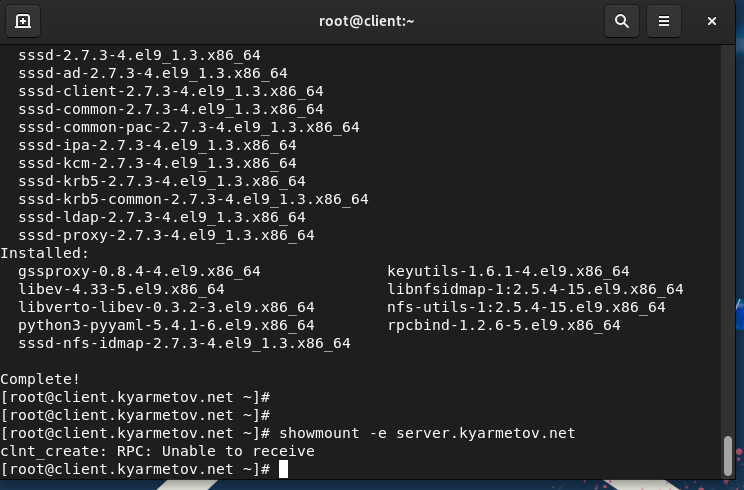 root@client:~
sssd-2.7.3-4.el9_1.3.x86_64
sssd-ad-2.7.3-4.el9_1.3.x86_64
sssd-client-2.7.3-4.el9_1.3.x86_64
sssd-common-2.7.3-4.el9_1.3.x86_64
sssd-common-pac-2.7.3-4.el9_1.3.x86_64
sssd-ipa-2.7.3-4.el9_1.3.x86_64
sssd-kcm-2.7.3-4.el9_1.3.x86_64
sssd-krb5-2.7.3-4.el9_1.3.x86_64
sssd-krb5-common-2.7.3-4.el9_1.3.x86_64
sssd-ldap-2.7.3-4.el9_1.3.x86_64
sssd-proxy-2.7.3-4.el9_1.3.x86_64
Installed:
gssproxy-0.8.4-4.el9.x86_64 keyutils-1.6.1-4.el9.x86_64
libev-4.33-5.el9.x86_64 libnfsidmap-1:2.5.4-15.el9.x86_64
libverto-libev-0.3.2-3.el9.x86_64 nfs-utils-1:2.5.4-15.el9.x86_64
python3-pyyaml-5.4.1-6.el9.x86_64 rpcbind-1.2.6-5.el9.x86_64
sssd-nfs-idmap-2.7.3-4.el9_1.3.x86_64
Complete!
[root@client.kyarmetov.net ~]#
[root@client.kyarmetov.net ~]#
[root@client.kyarmetov.net ~]# showmount -e server.kyarmetov.net
clnt_create: RPC: Unable to receive
[root@client.kyarmetov.net ~]#